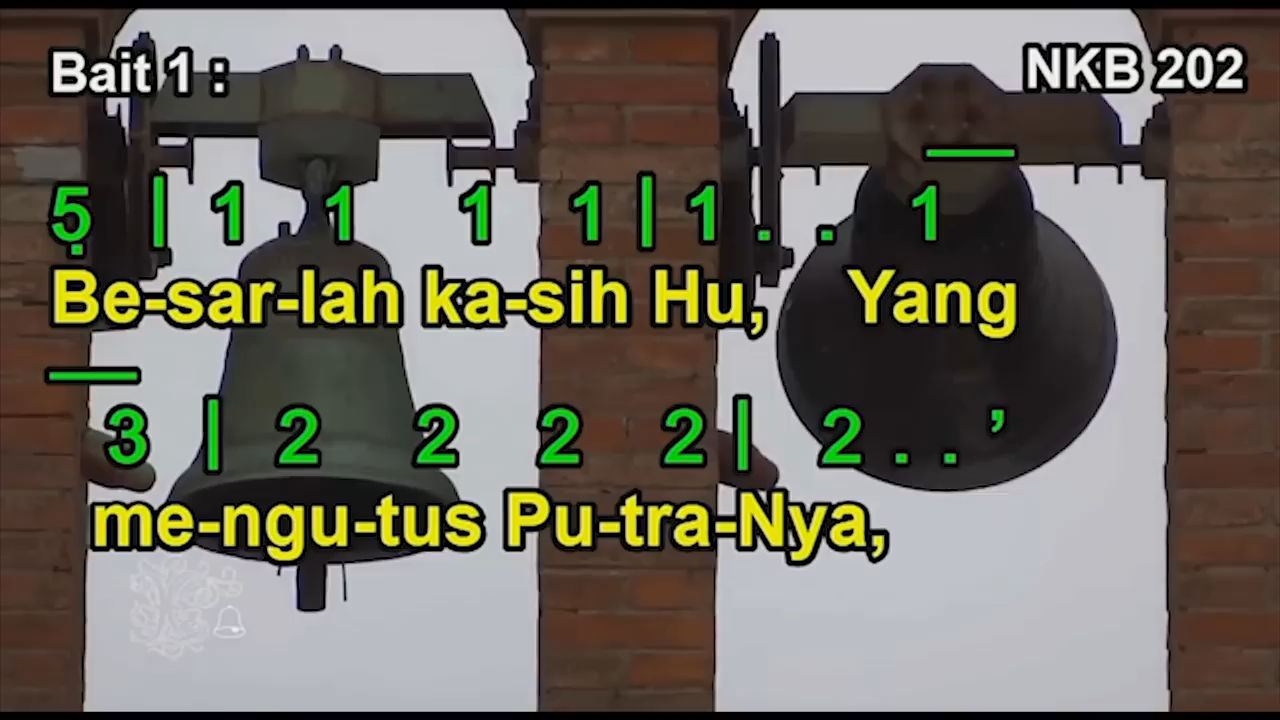 Bait 1 :
NKB 202
5̣ | 1 1 1 1 | 1 . . 1
Be-sar-lah ka-sih Hu, Yang
3 | 2 2 2 2 | 2 . . ’
me-ngu-tus Pu-tra-Nya,